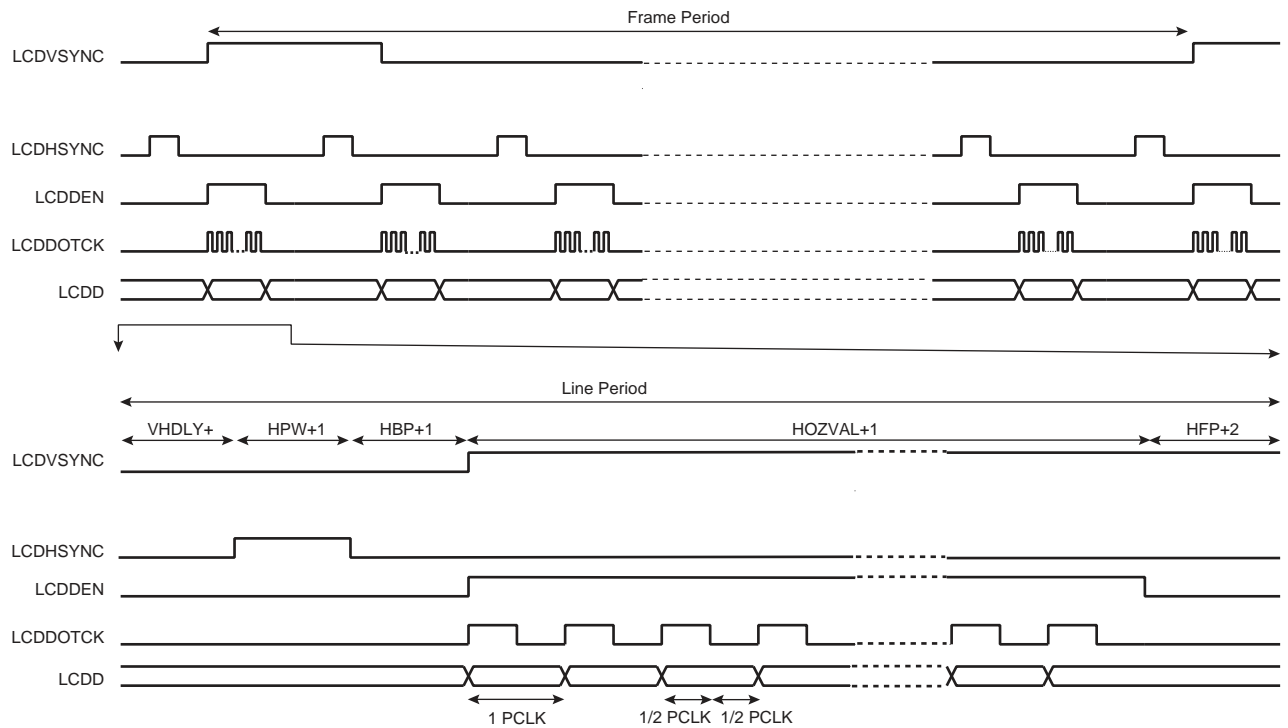 Frame Period
LCDVSYNC
LCDHSYNC
LCDDEN
LCDDOTCK
LCDD
Line Period
VHDLY+ HPW+1 HBP+1 HOZVAL+1 HFP+2
LCDVSYNC
LCDHSYNC
LCDDEN
LCDDOTCK
LCDD
1 PCLK 1/2 PCLK 1/2 PCLK